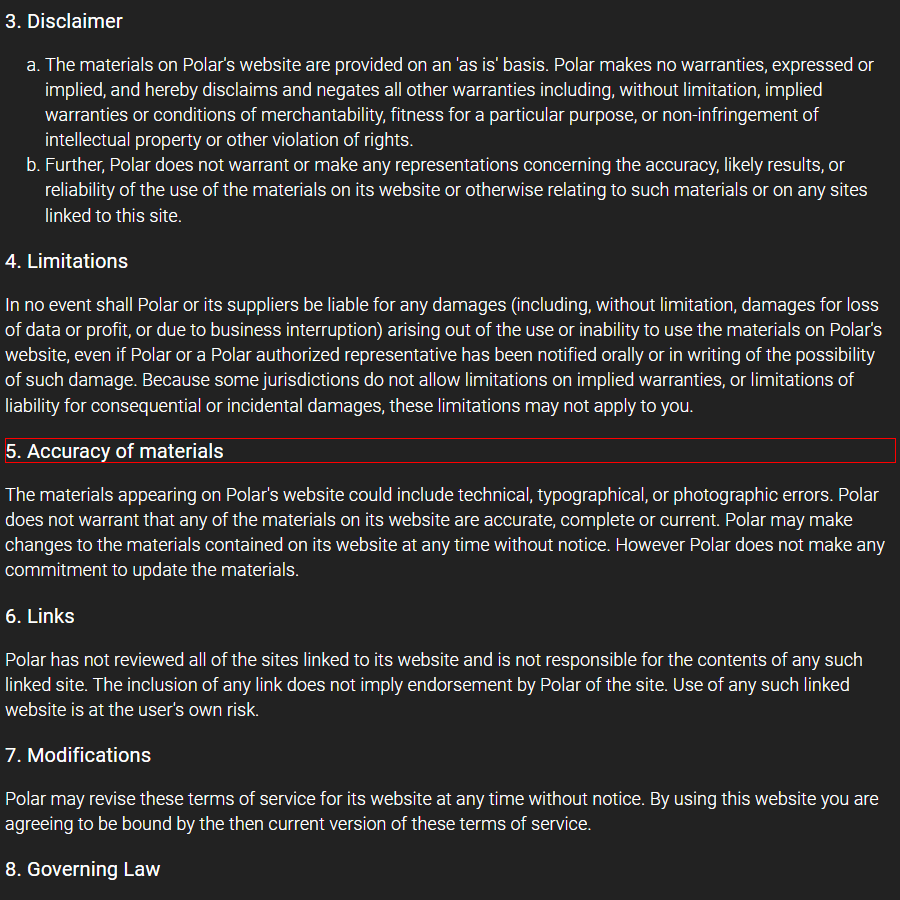 3. Disclaimer
a. The materials on Polar's website are provided on an 'as is' basis. Polar makes no warranties, expressed or
implied, and hereby disclaims and negates all other warranties including, without limitation, implied
warranties or conditions of merchantability, fitness for a particular purpose, or non-infringement of
intellectual property or other violation of rights.
b. Further, Polar does not warrant or make any representations concerning the accuracy, likely results, or
reliability of the use of the materials on its website or otherwise relating to such materials or on any sites
linked to this site.
4. Limitations
In no event shall Polar or its suppliers be liable for any damages (including, without limitation, damages for loss
of data or profit, or due to business interruption) arising out of the use or inability to use the materials on Polar's
website, even if Polar or a Polar authorized representative has been notified orally or in writing of the possibility
of such damage. Because some jurisdictions do not allow limitations on implied warranties, or limitations of
liability for consequential or incidental damages, these limitations may not apply to you.
5. Accuracy of materials
The materials appearing on Polar's website could include technical, typographical, or photographic errors. Polar
does not warrant that any of the materials on its website are accurate, complete or current. Polar may make
changes to the materials contained on its website at any time without notice. However Polar does not make any
commitment to update the materials.
6. Links
Polar has not reviewed all of the sites linked to its website and is not responsible for the contents of any such
linked site. The inclusion of any link does not imply endorsement by Polar of the site. Use of any such linked
website is at the user's own risk.
7. Modifications
Polar may revise these terms of service for its website at any time without notice. By using this website you are
agreeing to be bound by the then current version of these terms of service.
8. Governing Law